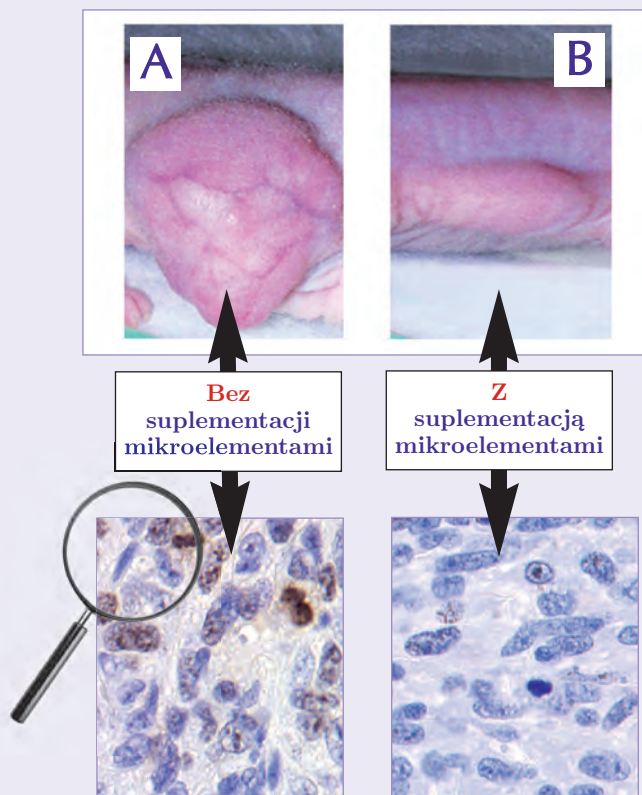 A
B
Bez
suplementacji
mikroelementami
Z
suplementacją
mikroelementami